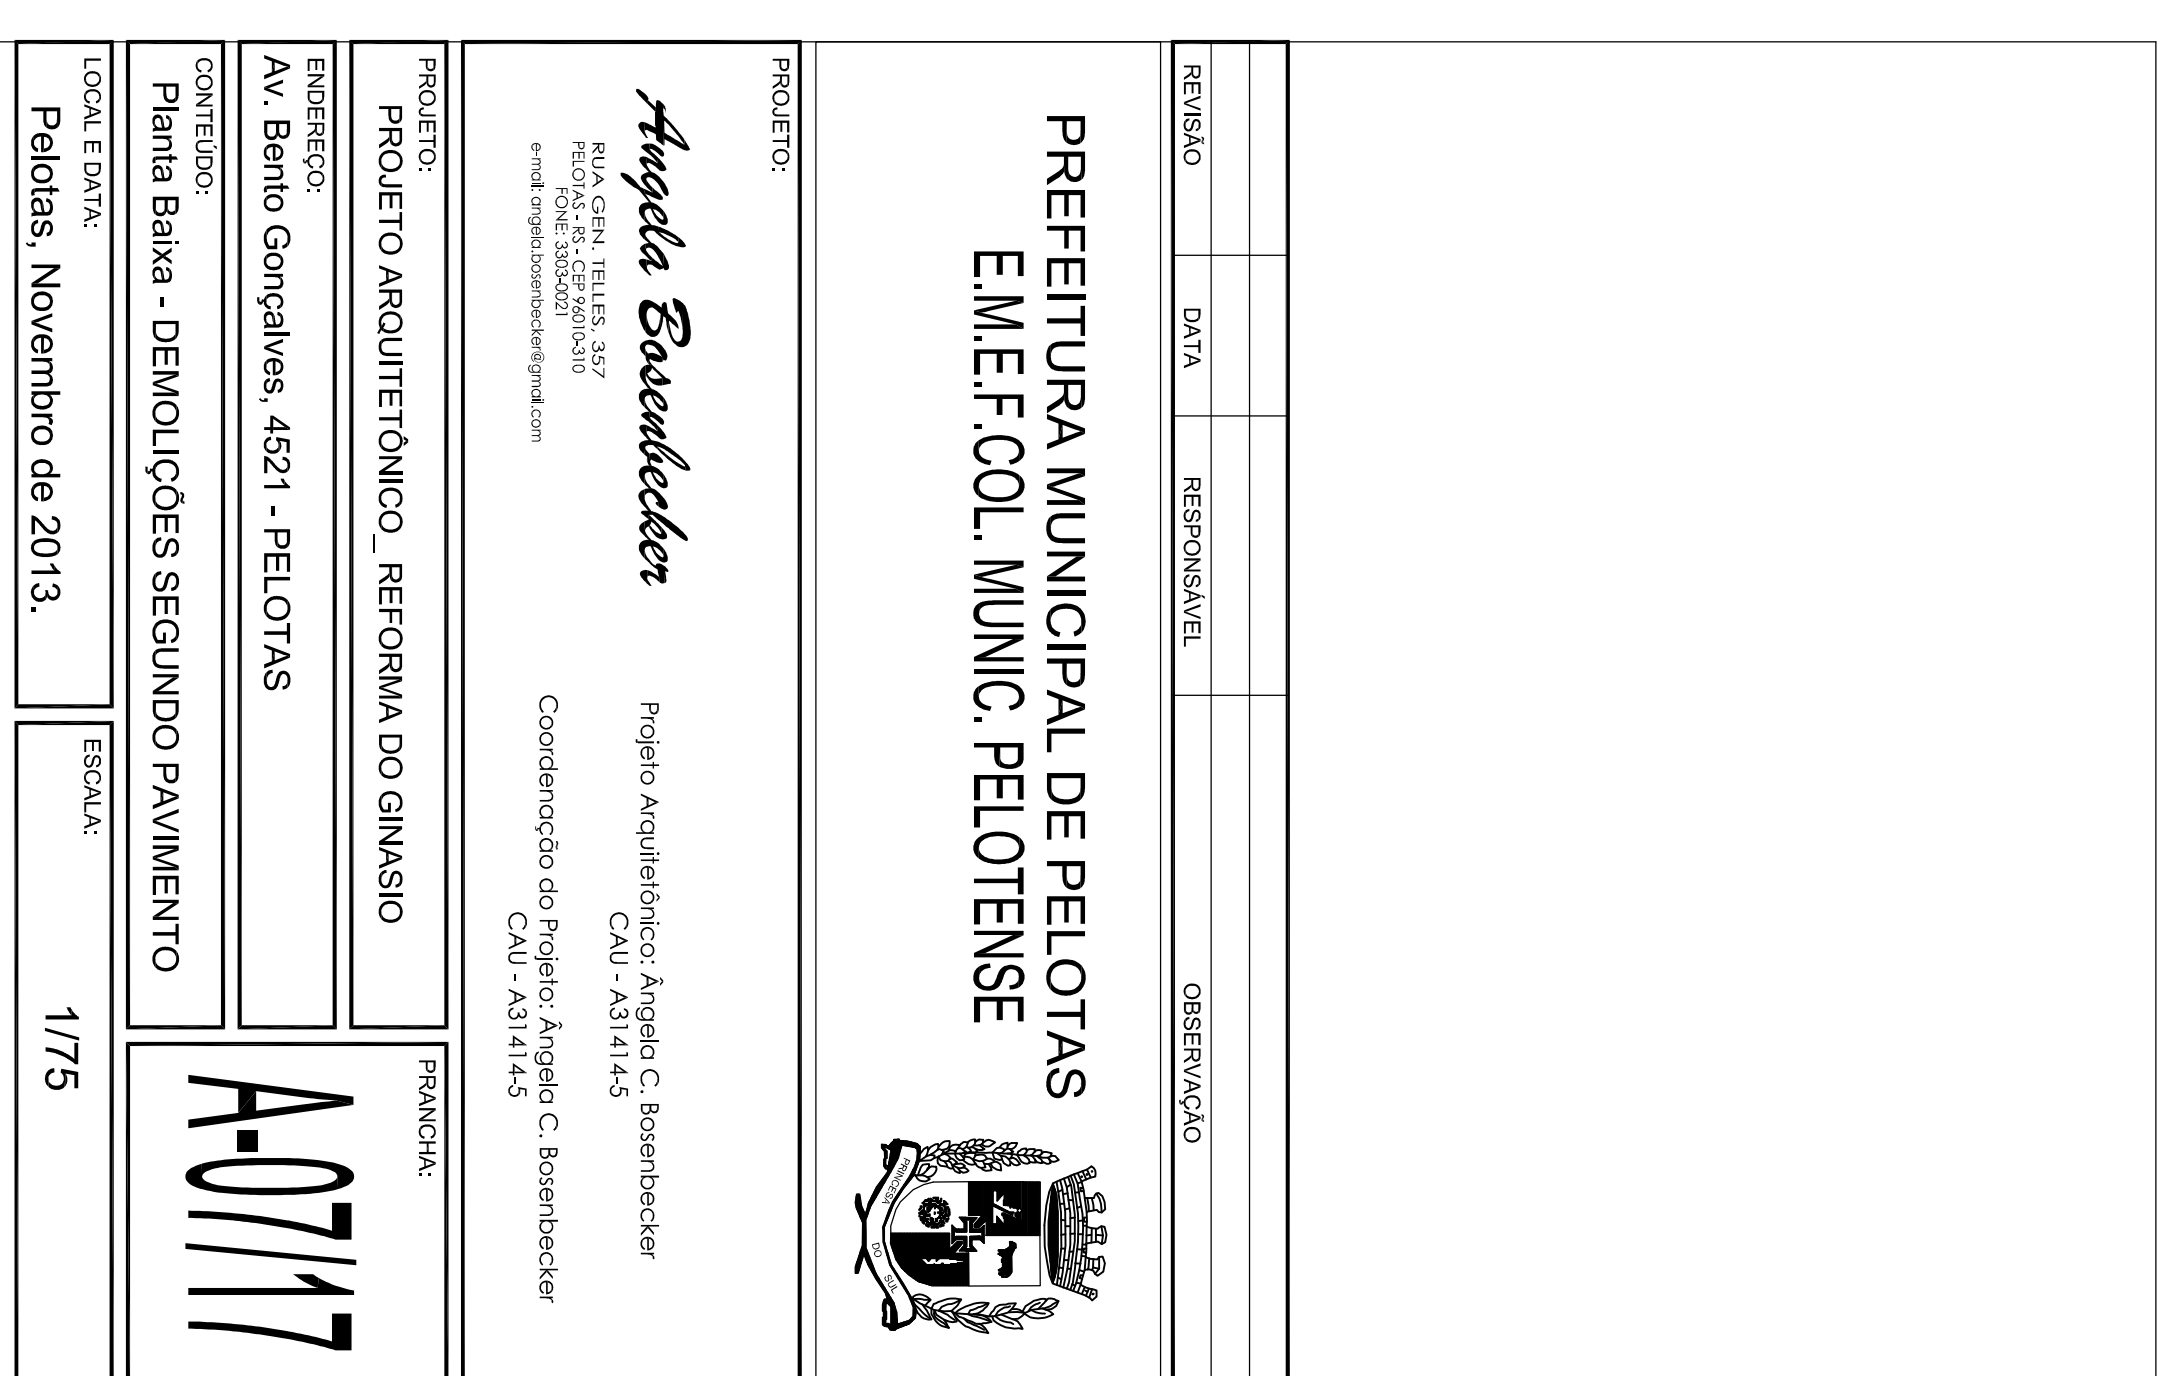 REVISÃO
DATA
RESPONSÁVEL
OBSERVAÇÃO
PREFEITURA MUNICIPAL DE PELOTAS
E.M.E.F.COL. MUNIC. PELOTENSE
PRINCESA DO SUL
PROJETO:
Angela Bosenbecker
RUA GEN. TELLES, 357
PELOTAS - RS - CEP 96010-310
FONE: 3303-0021
e-mail: angela.bosenbecker@gmail.com
Projeto Arquitetônico: Ângela C. Bosenbecker
CAU - A31414-5
Coordenação do Projeto: Ângela C. Bosenbecker
CAU - A31414-5
PROJETO:
PROJETO ARQUITETÔNICO_ REFORMA DO GINASIO
ENDEREÇO:
Av. Bento Gonçalves, 4521 - PELOTAS
CONTEÚDO:
Planta Baixa - DEMOLIÇÕES SEGUNDO PAVIMENTO
PRANCHA:
A-07/17
LOCAL E DATA:
Pelotas, Novembro de 2013.
ESCALA:
1/75